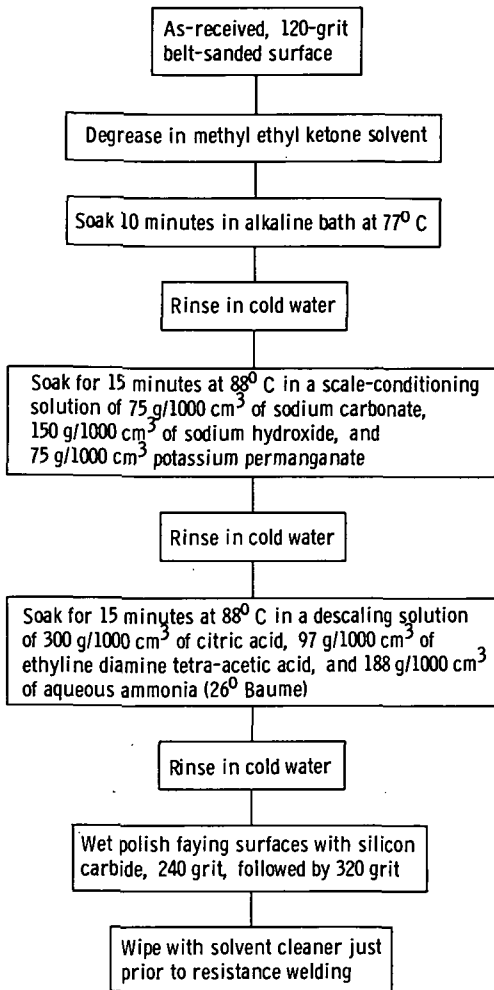 As-received, 120-grit
belt-sanded surface
Degrease in methyl ethyl ketone solvent
Soak 10 minutes in alkaline bath at 77⁰ C
Rinse in cold water
Soak for 15 minutes at 88⁰ C in a scale-conditioning
solution of 75 g/1000 cm³ of sodium carbonate,
150 g/1000 cm³ of sodium hydroxide, and
75 g/1000 cm³ potassium permanganate
Rinse in cold water
Soak for 15 minutes at 88⁰ C in a descaling solution
of 300 g/1000 cm³ of citric acid, 97 g/1000 cm³ of
ethyline diamine tetra-acetic acid, and 188 g/1000 cm³
of aqueous ammonia (26⁰ Baume)
Rinse in cold water
Wet polish faying surfaces with silicon
carbide, 240 grit, followed by 320 grit
Wipe with solvent cleaner just
prior to resistance welding